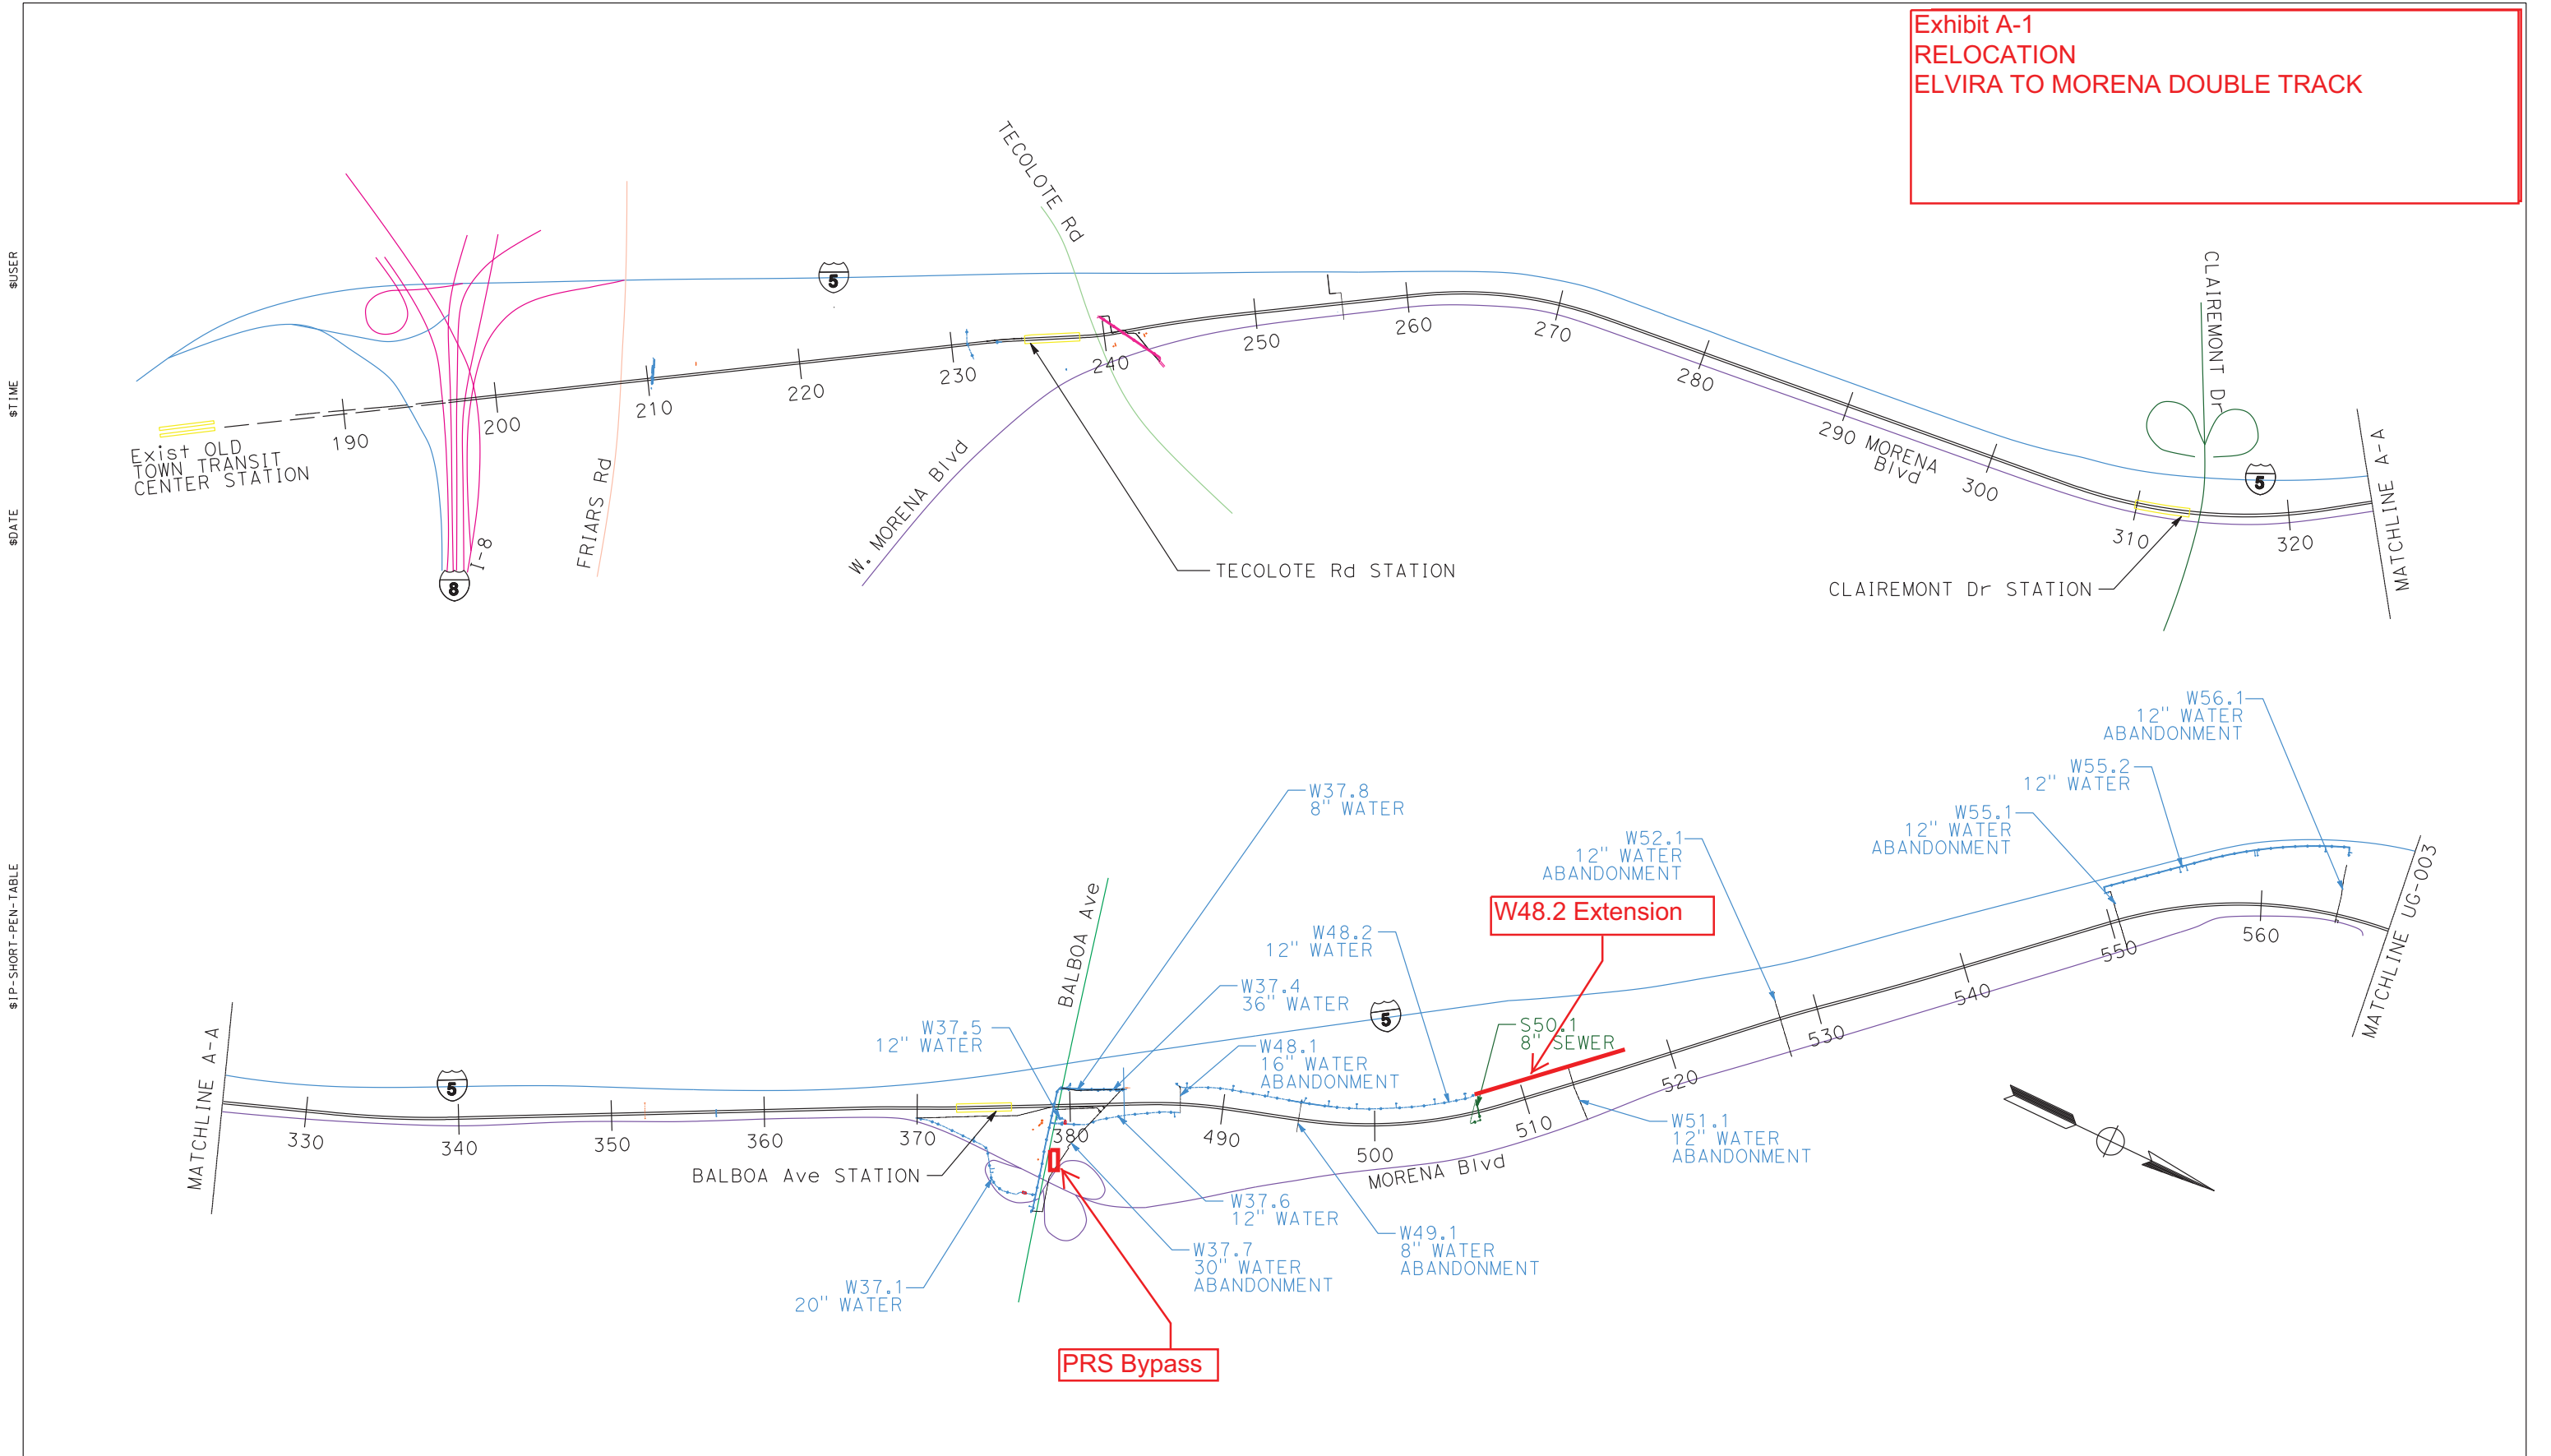 Exhibit A-1
RELOCATION
ELVIRA TO MORENA DOUBLE TRACK
$USER
$TIME
$DATE
$IP-SHORT-PEN-TABLE
TECOLOTE Rd
CLAIREMONT Dr
5
190
200
210
220
230
240
250
260
270
280
290
300
310
320
MORENA
Blvd
5
MATCHLINE A-A
Exist OLD
TOWN TRANSIT
CENTER STATION
I-8
8
FRIARS Rd
W. MORENA Blvd
TECOLOTE Rd STATION
CLAIREMONT Dr STATION
W56.1
12" WATER
ABANDONMENT
W55.2
12" WATER
W55.1
12" WATER
ABANDONMENT
W37.8
8" WATER
W52.1
12" WATER
ABANDONMENT
W48.2 Extension
W48.2
12" WATER
BALBOA Ave
W37.4
36" WATER
W37.5
12" WATER
5
S50.1
8" SEWER
W48.1
16" WATER
ABANDONMENT
MATCHLINE A-A
5
330
340
350
360
370
380
490
500
510
520
530
540
550
560
MATCHLINE UG-003
W51.1
12" WATER
ABANDONMENT
BALBOA Ave STATION
MORENA Blvd
W37.6
12" WATER
W49.1
8" WATER
ABANDONMENT
W37.7
30" WATER
ABANDONMENT
W37.1
20" WATER
PRS Bypass